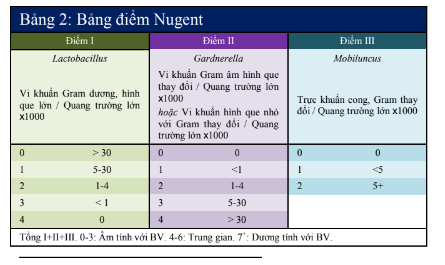 Bảng 2: Bảng điểm Nugent
Điểm I
Điểm II
Điểm III
Lactobacillus
Gardnerella
Mobiluncus
Vi khuẩn Gram dương, hình
que lớn / Quang trường lớn
x1000
Vi khuẩn Gram âm hình que
thay đổi / Quang trường lớn
x1000
hoặc Vi khuẩn hình que nhỏ
với Gram thay đổi / Quang
trường lớn x1000
Trực khuẩn cong, Gram thay
đổi / Quang trường lớn x1000
0 > 30 0 0 0 0
1 5-30 1 <1 1 <5
2 1-4 2 1-4 2 5+
3 < 1 3 5-30
4 0 4 > 30
Tổng I+II+III. 0-3: Âm tính với BV. 4-6: Trung gian. 7+: Dương tính với BV.